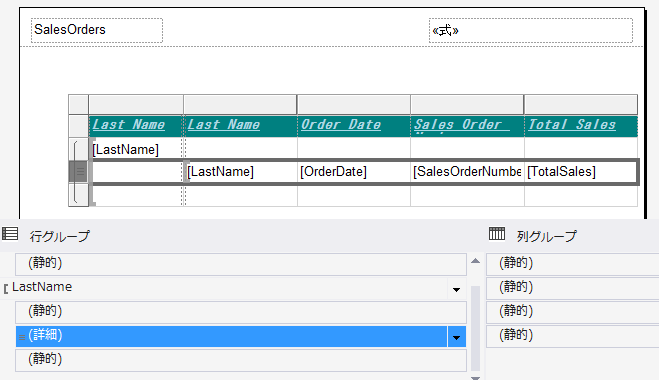 SalesOrders
«式»
Last Name Last Name Order Date Sales Order Total Sales
[LastName]
[LastName] [OrderDate] [SalesOrderNumbe [TotalSales]
行グループ
(静的)
LastName
(静的)
(詳細)
(静的)
列グループ
(静的)
(静的)
(静的)
(静的)